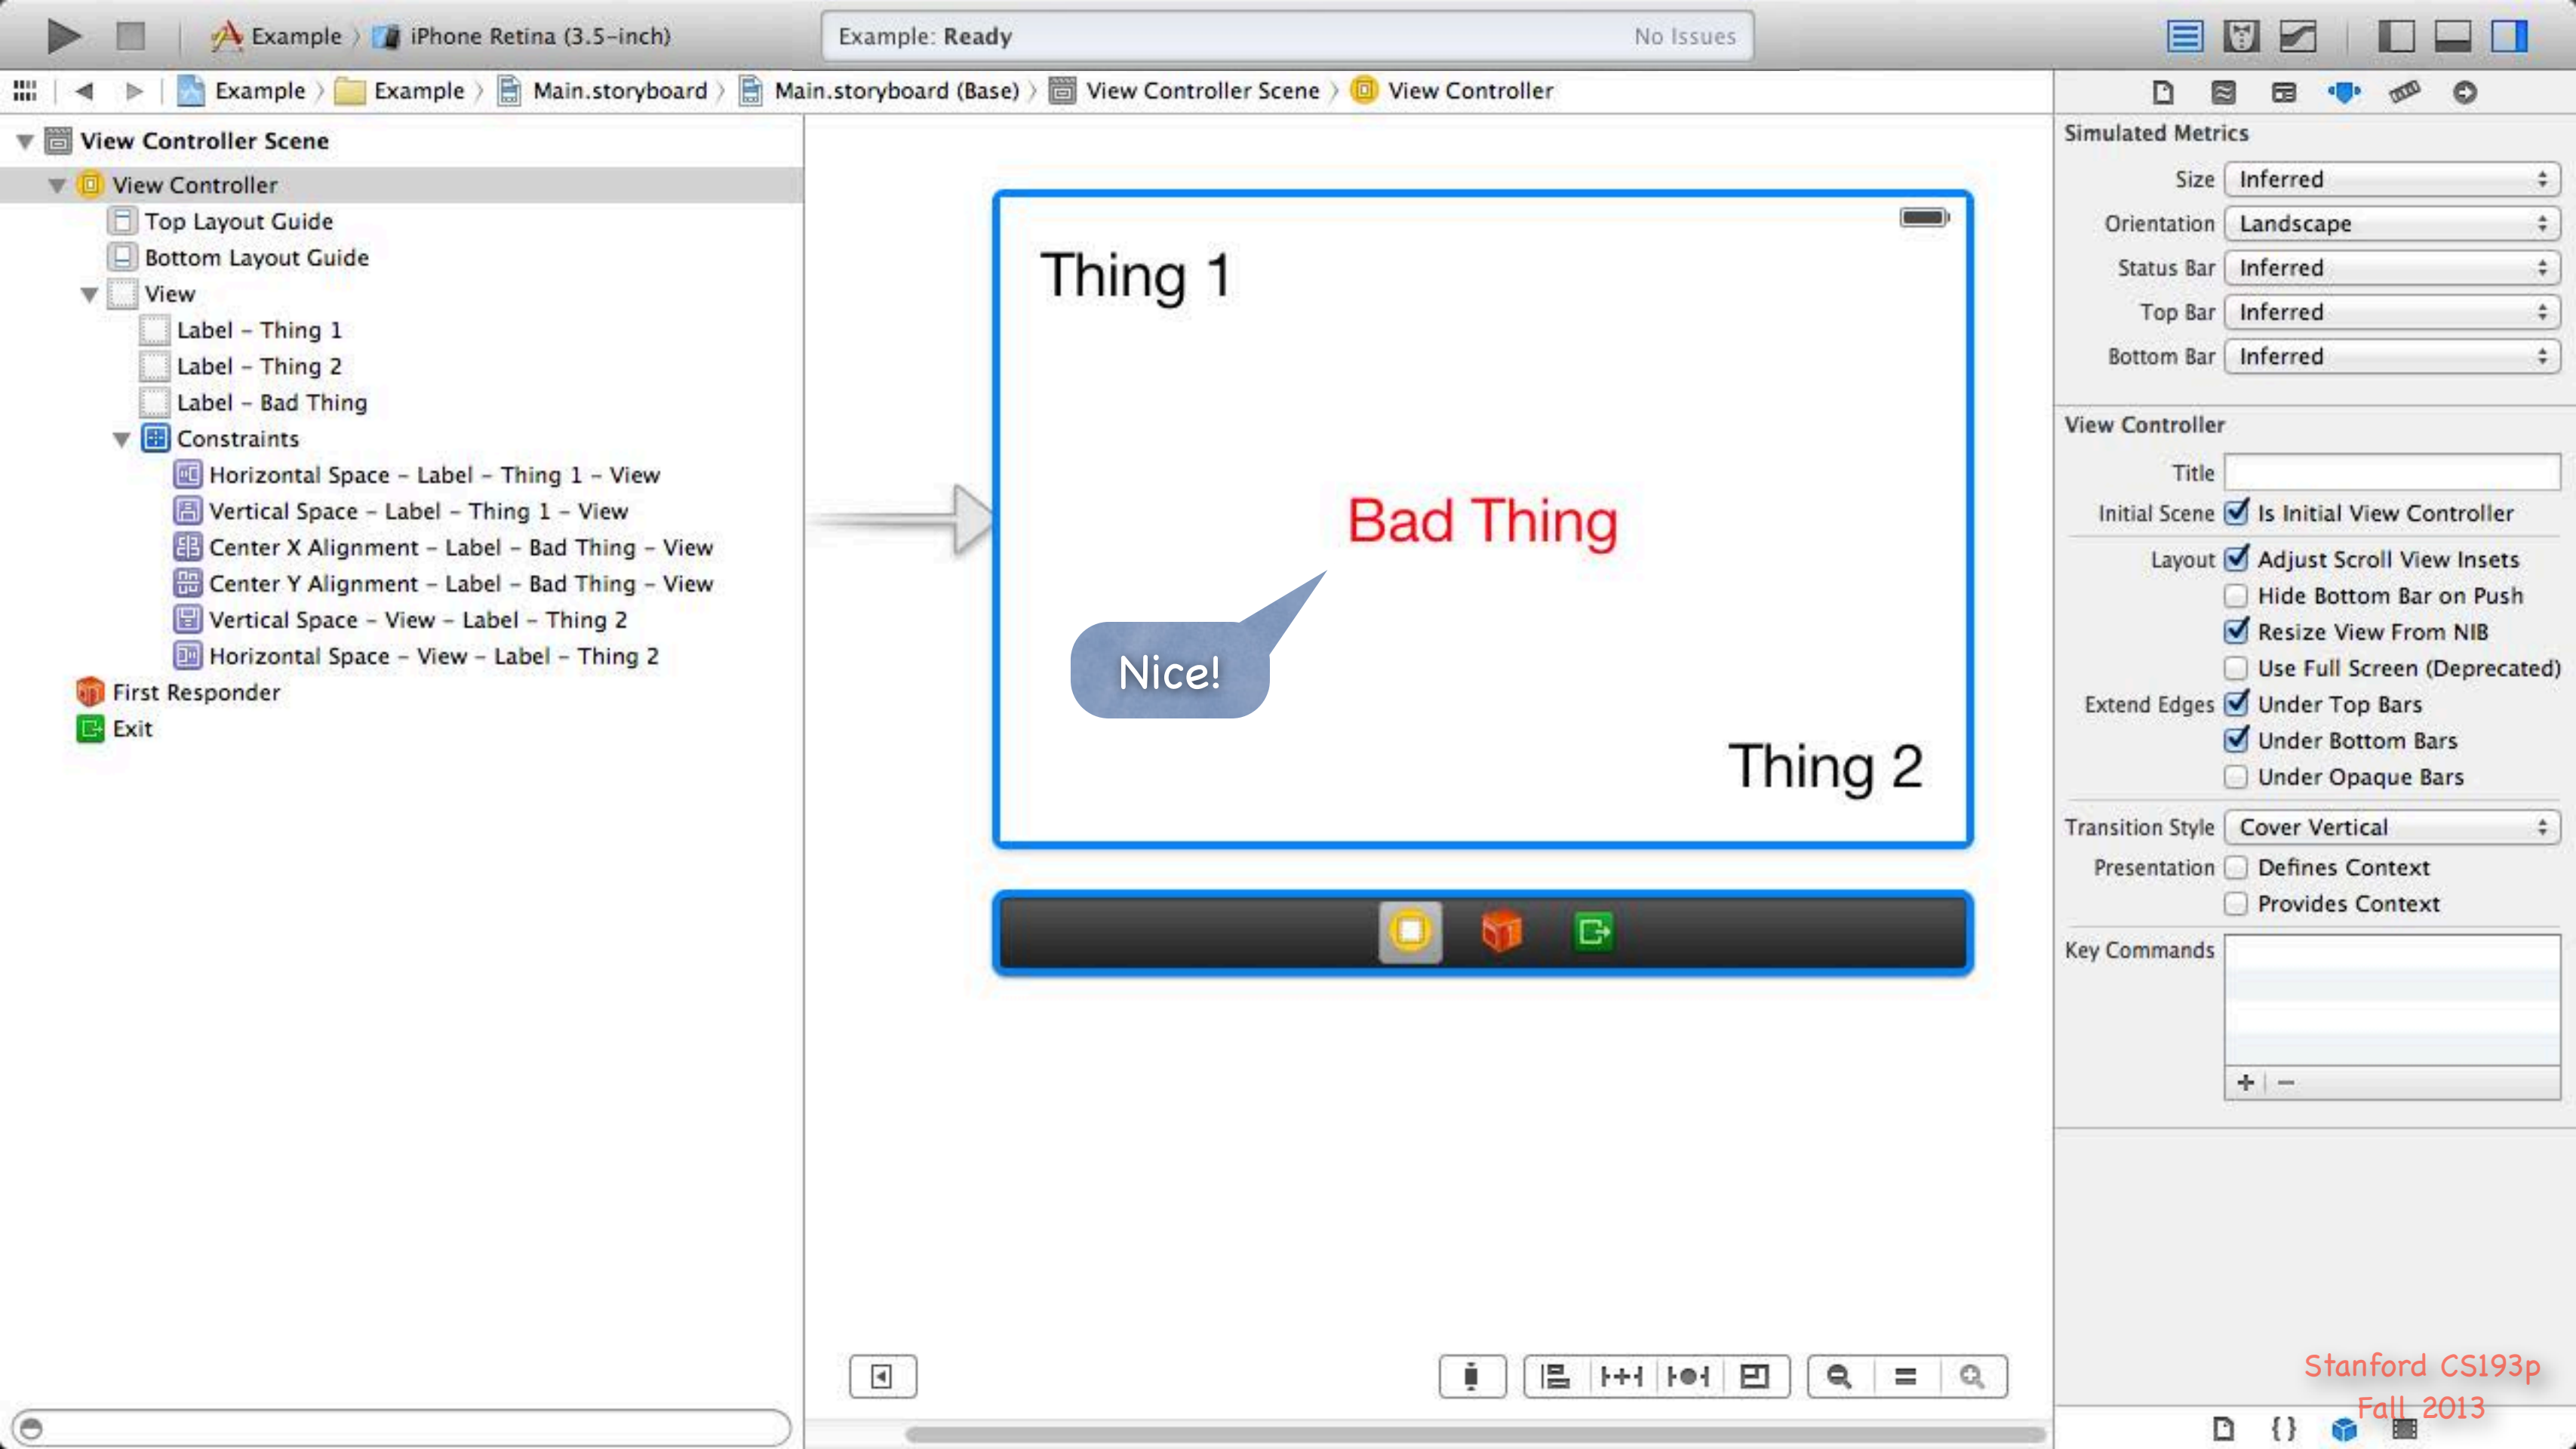 Example > iPhone Retina (3.5-inch)
Example: Ready
No Issues
Example > Example > Main.storyboard > Main.storyboard (Base) > View Controller Scene > View Controller
View Controller Scene
View Controller
Top Layout Guide
Bottom Layout Guide
View
Label – Thing 1
Label – Thing 2
Label – Bad Thing
Constraints
Horizontal Space – Label – Thing 1 – View
Vertical Space – Label – Thing 1 – View
Center X Alignment – Label – Bad Thing – View
Center Y Alignment – Label – Bad Thing – View
Vertical Space – View – Label – Thing 2
Horizontal Space – View – Label – Thing 2
First Responder
Exit
Thing 1
Bad Thing
Nice!
Thing 2
Simulated Metrics
Size Inferred
Orientation Landscape
Status Bar Inferred
Top Bar Inferred
Bottom Bar Inferred
View Controller
Title
Initial Scene Is Initial View Controller
Layout Adjust Scroll View Insets
Hide Bottom Bar on Push
Resize View From NIB
Use Full Screen (Deprecated)
Extend Edges Under Top Bars
Under Bottom Bars
Under Opaque Bars
Transition Style Cover Vertical
Presentation Defines Context
Provides Context
Key Commands
Stanford CS193p
Fall 2013